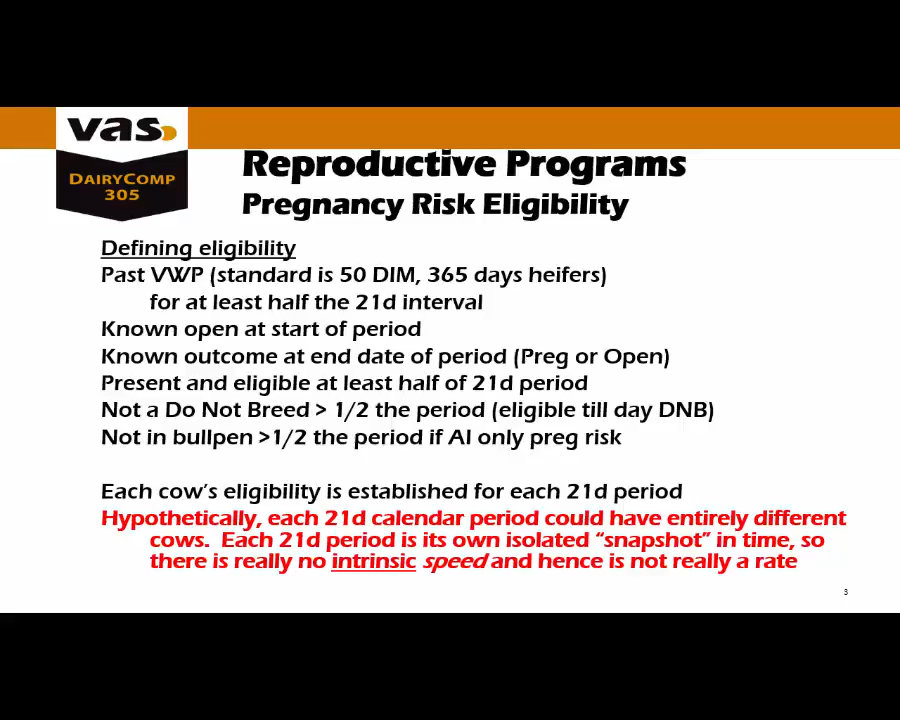 vas
DAIRYCOMP
305
Reproductive Programs
Pregnancy Risk Eligibility
Defining eligibility
Past VWP (standard is 50 DIM, 365 days heifers)
for at least half the 21d interval
Known open at start of period
Known outcome at end date of period (Preg or Open)
Present and eligible at least half of 21d period
Not a Do Not Breed > 1/2 the period (eligible till day DNB)
Not in bullpen >1/2 the period if AI only preg risk
Each cow's eligibility is established for each 21d period
Hypothetically, each 21d calendar period could have entirely different
cows.  Each 21d period is its own isolated “snapshot” in time, so
there is really no intrinsic speed and hence is not really a rate
3